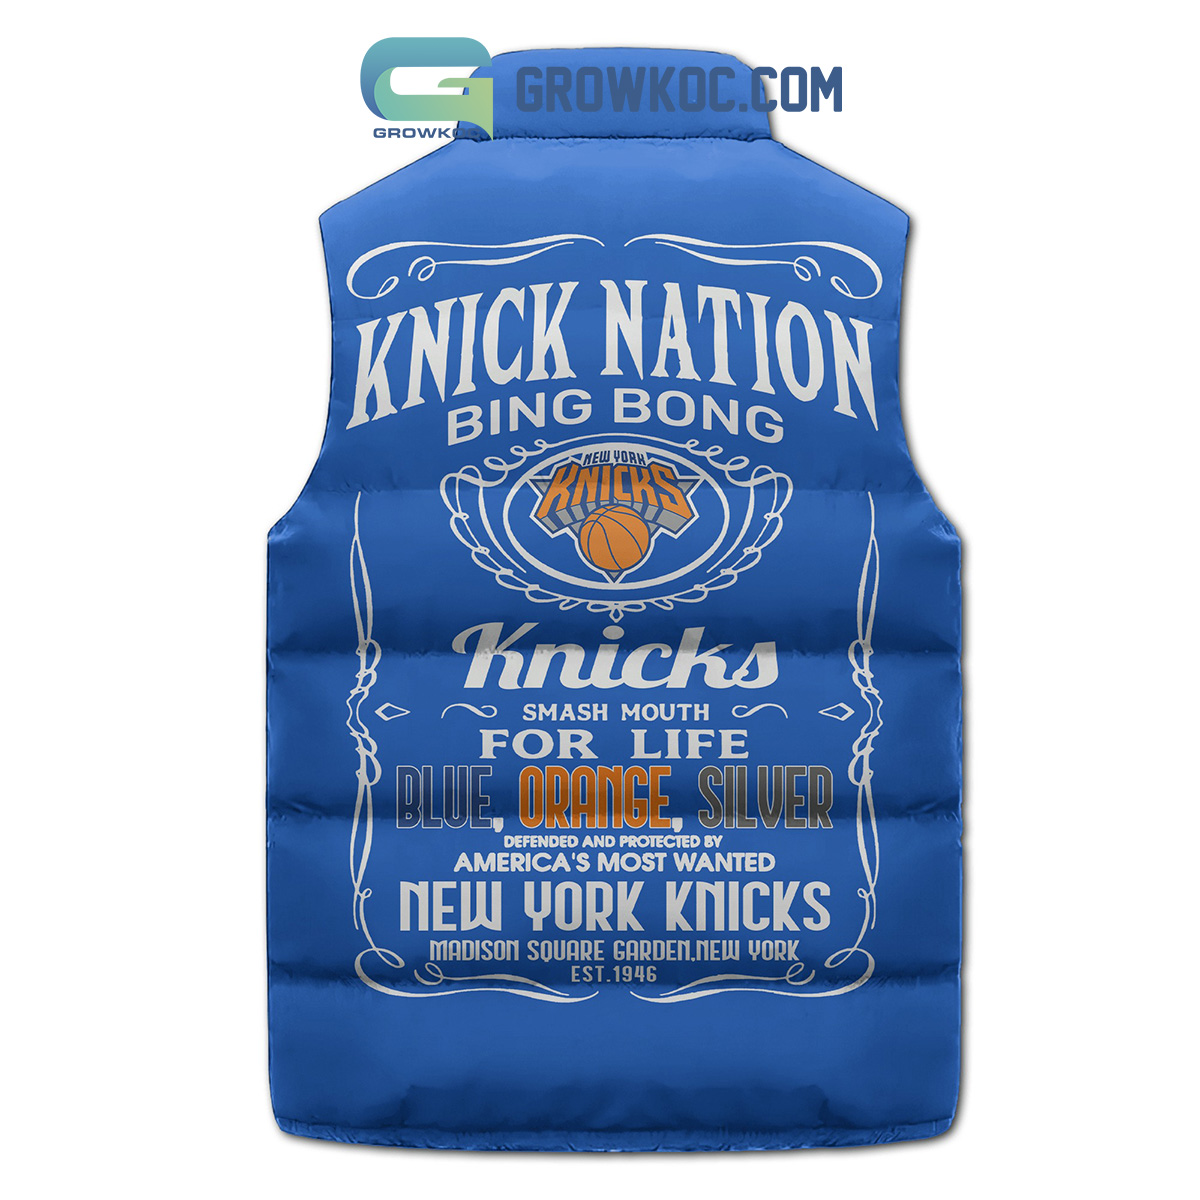 GROWKOC.COM
GROWKOC
KNICK NATION
BING BONG
NEW YORK
KNICKS
Knicks
SMASH MOUTH
FOR LIFE
BLUE, ORANGE, SILVER
DEFENDED AND PROTECTED BY
AMERICA'S MOST WANTED
NEW YORK KNICKS
MADISON SQUARE GARDEN,NEW YORK
EST.1946